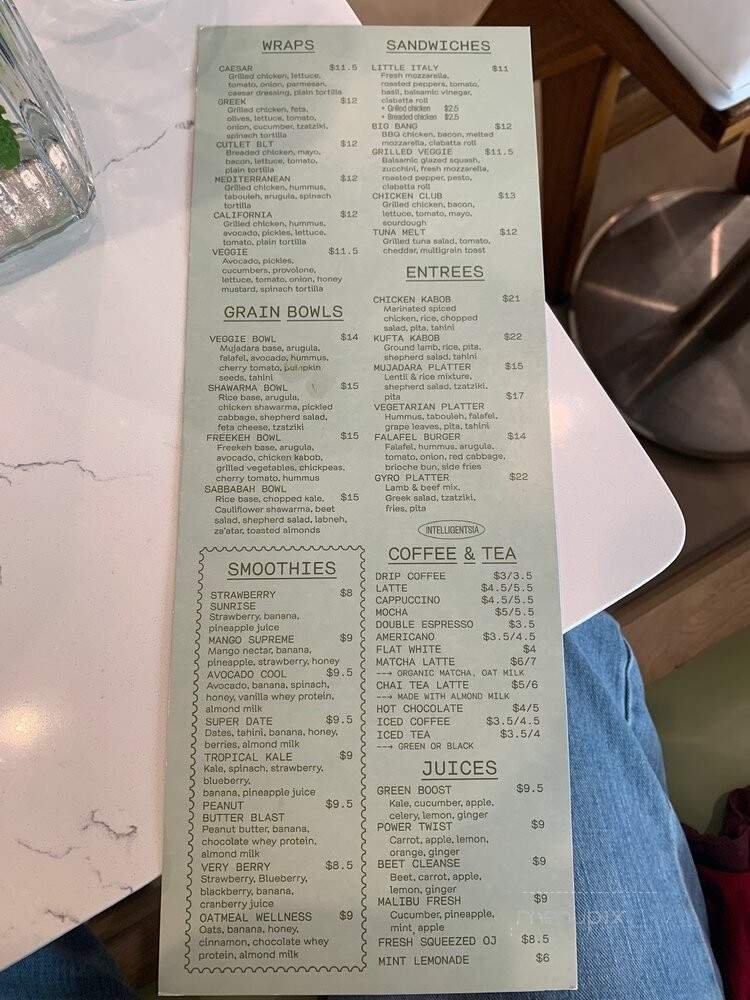 WRAPS
CAESAR $11.5
Grilled chicken, lettuce,
tomato, onion, parmesan,
caesar dressing, plain tortilla
GREEK $12
Grilled chicken, feta,
olives, lettuce, tomato,
onion, cucumber, tzatziki,
spinach tortilla
CUTLET BLT $12
Breaded chicken, mayo,
bacon, lettuce, tomato,
plain tortilla
MEDITERRANEAN $12
Grilled chicken, hummus,
tabouleh, arugula, spinach
tortilla
CALIFORNIA $12
Grilled chicken, hummus,
avocado, pickles, lettuce,
tomato, plain tortilla
VEGGIE $11.5
Avocado, pickles,
cucumbers, provolone,
lettuce, tomato, onion, honey
mustard, spinach tortilla
GRAIN BOWLS
VEGGIE BOWL $14
Mujadara base, arugula,
falafel, avocado, hummus,
cherry tomato, pumpkin
seeds, tahini
SHAWARMA BOWL $15
Rice base, arugula,
chicken shawarma, pickled
cabbage, shepherd salad,
feta cheese, tzatziki
FREEKEH BOWL $15
Freekeh base, arugula,
avocado, chicken kabob,
grilled vegetables, chickpeas,
cherry tomato, hummus
SABBABAH BOWL
Rice base, chopped kale, $15
Cauliflower shawarma, beet
salad, shepherd salad, labneh,
za'atar, toasted almonds
SMOOTHIES
STRAWBERRY $8
SUNRISE
Strawberry, banana,
pineapple juice
MANGO SUPREME $9
Mango nectar, banana,
pineapple, strawberry, honey
AVOCADO COOL $9.5
Avocado, banana, spinach,
honey, vanilla whey protein,
almond milk
SUPER DATE $9.5
Dates, tahini, banana, honey,
berries, almond milk
TROPICAL KALE $9
Kale, spinach, strawberry,
blueberry,
banana, pineapple juice
PEANUT $9.5
BUTTER BLAST
Peanut butter, banana,
chocolate whey protein,
almond milk
VERY BERRY $8.5
Strawberry, Blueberry,
blackberry, banana,
cranberry juice
OATMEAL WELLNESS $9
Oats, banana, honey,
cinnamon, chocolate whey
protein, almond milk
SANDWICHES
LITTLE ITALY $11
Fresh mozzarella,
roasted peppers, tomato,
basil, balsamic vinegar,
ciabatta roll
• Grilled chicken $2.5
• Breaded chicken $2.5
BIG BANG $12
BBQ chicken, bacon, melted
mozzarella, ciabatta roll
GRILLED VEGGIE $11.5
Balsamic glazed squash,
zucchini, fresh mozzarella,
roasted pepper, pesto,
ciabatta roll
CHICKEN CLUB $13
Grilled chicken, bacon,
lettuce, tomato, mayo,
sourdough
TUNA MELT $12
Grilled tuna salad, tomato,
cheddar, multigrain toast
ENTREES
CHICKEN KABOB $21
Marinated spiced
chicken, rice, chopped
salad, pita, tahini
KUFTA KABOB $22
Ground lamb, rice, pita,
shepherd salad, tahini
MUJADARA PLATTER $15
Lentil & rice mixture,
shepherd salad, tzatziki,
pita $17
VEGETARIAN PLATTER
Hummus, tabouleh, falafel,
grape leaves, pita, tahini
FALAFEL BURGER $14
Falafel, hummus, arugula,
tomato, onion, red cabbage,
brioche bun, side fries
GYRO PLATTER $22
Lamb & beef mix,
Greek salad, tzatziki,
fries, pita
INTELLIGENTSIA
COFFEE & TEA
DRIP COFFEE $3/3.5
LATTE $4.5/5.5
CAPPUCCINO $4.5/5.5
MOCHA $5/5.5
DOUBLE ESPRESSO $3.5
AMERICANO $3.5/4.5
FLAT WHITE $4
MATCHA LATTE $6/7
--→ ORGANIC MATCHA, OAT MILK
CHAI TEA LATTE $5/6
--→ MADE WITH ALMOND MILK
HOT CHOCOLATE $4/5
ICED COFFEE $3.5/4.5
ICED TEA $3.5/4
--→ GREEN OR BLACK
JUICES
GREEN BOOST $9.5
Kale, cucumber, apple,
celery, lemon, ginger
POWER TWIST $9
Carrot, apple, lemon,
orange, ginger
BEET CLEANSE $9
Beet, carrot, apple,
lemon, ginger
MALIBU FRESH $9
Cucumber, pineapple,
mint, apple
FRESH SQUEEZED OJ $8.5
MINT LEMONADE $6
menupix